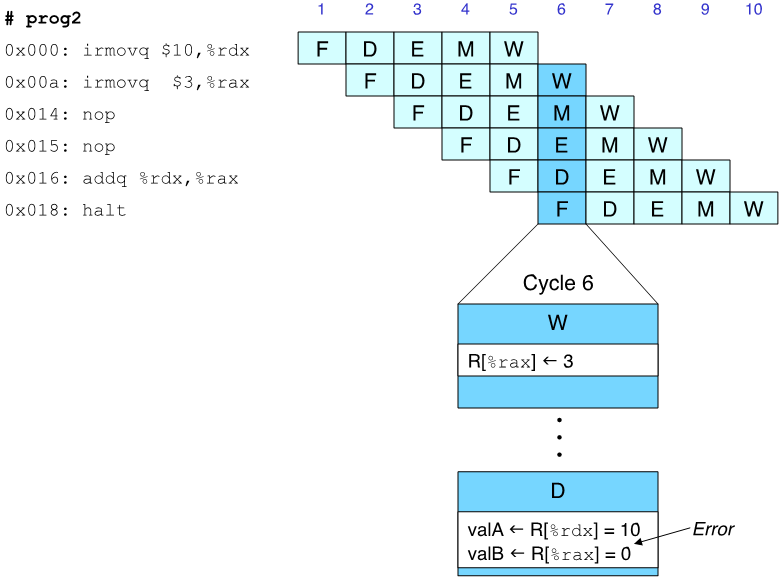 # prog2 1 2 3 4 5 6 7 8 9 10
0x000: irmovq $10,%rdx F D E M W
0x00a: irmovq  $3,%rax F D E M W
0x014: nop F D E M W
0x015: nop F D E M W
0x016: addq %rdx,%rax F D E M W
0x018: halt F D E M W
Cycle 6
W
R[%rax] ← 3
D
valA ← R[%rdx] = 10
valB ← R[%rax] = 0
Error